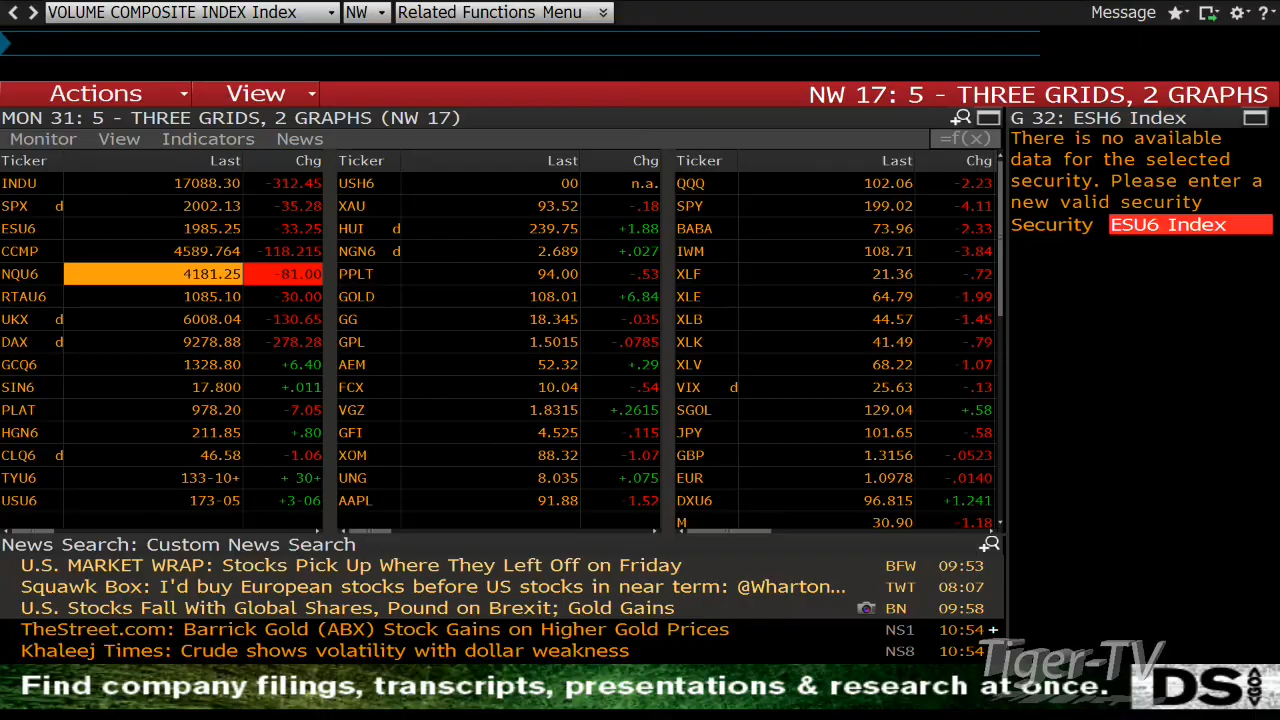 VOLUME COMPOSITE INDEX Index NW Related Functions Menu Message ?
Actions View NW 17: 5 - THREE GRIDS, 2 GRAPHS
MON 31: 5 - THREE GRIDS, 2 GRAPHS (NW 17)
Monitor View Indicators News =f(x)
Ticker Last Chg Ticker Last Chg Ticker Last Chg
INDU 17088.30 -312.45 USH6 00 n.a. QQQ 102.06 -2.23
SPX d 2002.13 -35.28 XAU 93.52 -.18 SPY 199.02 -4.11
ESU6 1985.25 -33.25 HUI d 239.75 +1.88 BABA 73.96 -2.33
CCMP 4589.764 -118.215 NGN6 d 2.689 +.027 IWM 108.71 -3.84
NQU6 4181.25 -81.00 PPLT 94.00 -.53 XLF 21.36 -.72
RTAU6 1085.10 -30.00 GOLD 108.01 +6.84 XLE 64.79 -1.99
UKX d 6008.04 -130.65 GG 18.345 -.035 XLB 44.57 -1.45
DAX d 9278.88 -278.28 GPL 1.5015 -.0785 XLK 41.49 -.79
GCQ6 1328.80 +6.40 AEM 52.32 +.29 XLV 68.22 -1.07
SIN6 17.800 +.011 FCX 10.04 -.54 VIX d 25.63 -.13
PLAT 978.20 -7.05 VGZ 1.8315 +.2615 SGOL 129.04 +.58
HGN6 211.85 +.80 GFI 4.525 -.115 JPY 101.65 -.58
CLQ6 d 46.58 -1.06 XOM 88.32 -1.07 GBP 1.3156 -.0523
TYU6 133-10+ + 30+ UNG 8.035 +.075 EUR 1.0978 -.0140
USU6 173-05 +3-06 AAPL 91.88 -1.52 DXU6 96.815 +1.241
M 30.90 -1.18
G 32: ESH6 Index
There is no available
data for the selected
security. Please enter a
new valid security
Security ESU6 Index
News Search: Custom News Search
U.S. MARKET WRAP: Stocks Pick Up Where They Left Off on Friday BFW 09:53
Squawk Box: I'd buy European stocks before US stocks in near term: @Wharton... TWT 08:07
U.S. Stocks Fall With Global Shares, Pound on Brexit; Gold Gains BN 09:58
TheStreet.com: Barrick Gold (ABX) Stock Gains on Higher Gold Prices NS1 10:54+
Khaleej Times: Crude shows volatility with dollar weakness NS8 10:54
Tiger-TV
Find company filings, transcripts, presentations & research at once. DS